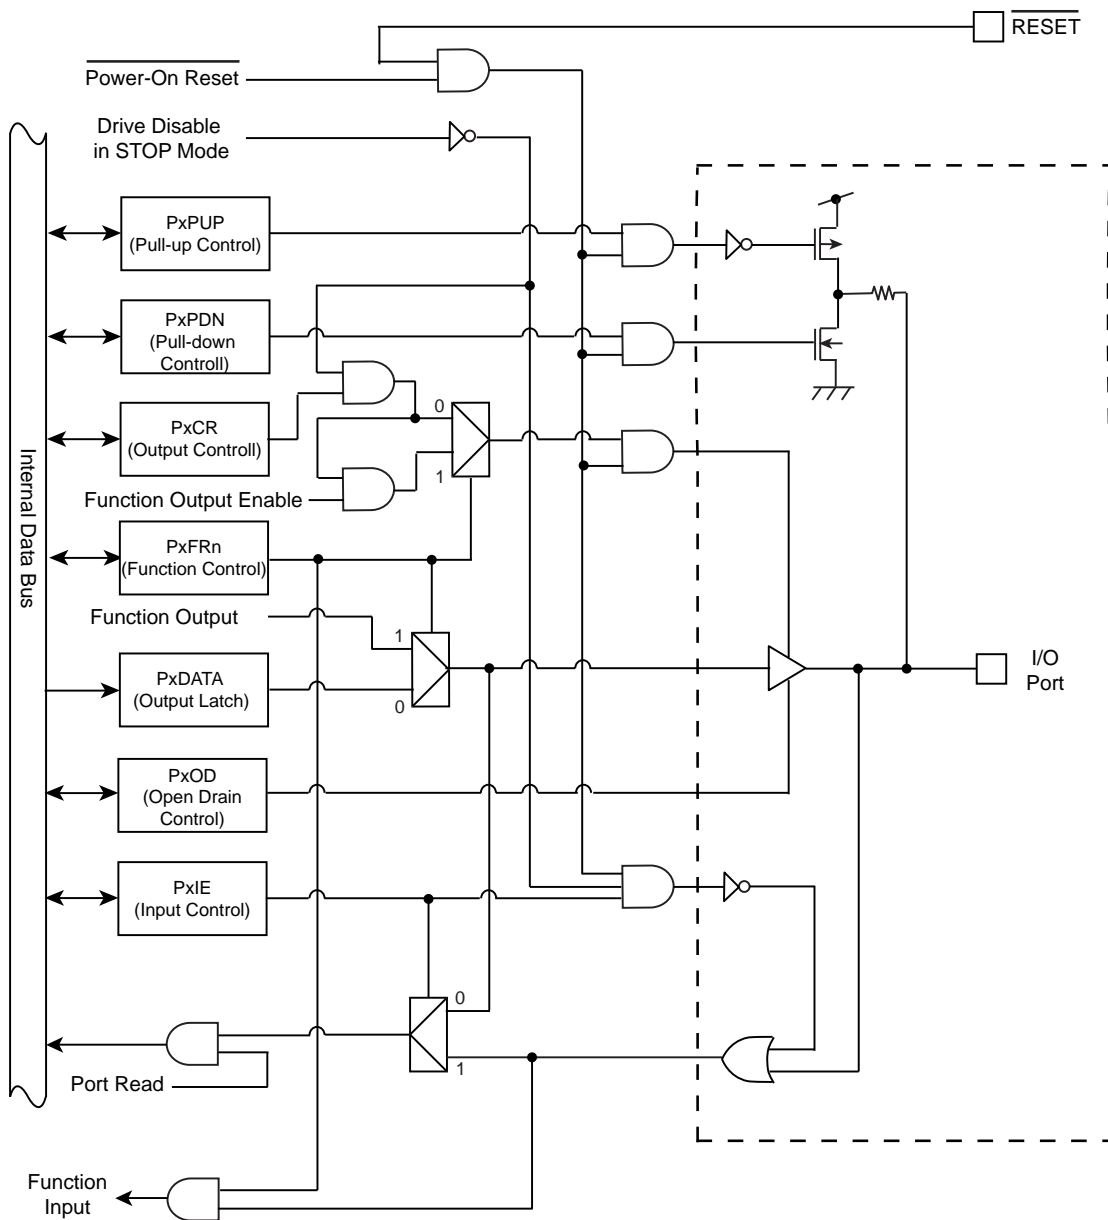 RESET
Power-On Reset
Drive Disable
in STOP Mode
PxPUP
(Pull-up Control)
PxPDN
(Pull-down
Controll)
0
PxCR
(Output Controll)
1
Function Output Enable
Internal Data Bus
PxFRn
(Function Control)
Function Output
1
I/O
Port
PxDATA
(Output Latch)
0
PxOD
(Open Drain
Control)
PxIE
(Input Control)
0
1
Port Read
Function
Input